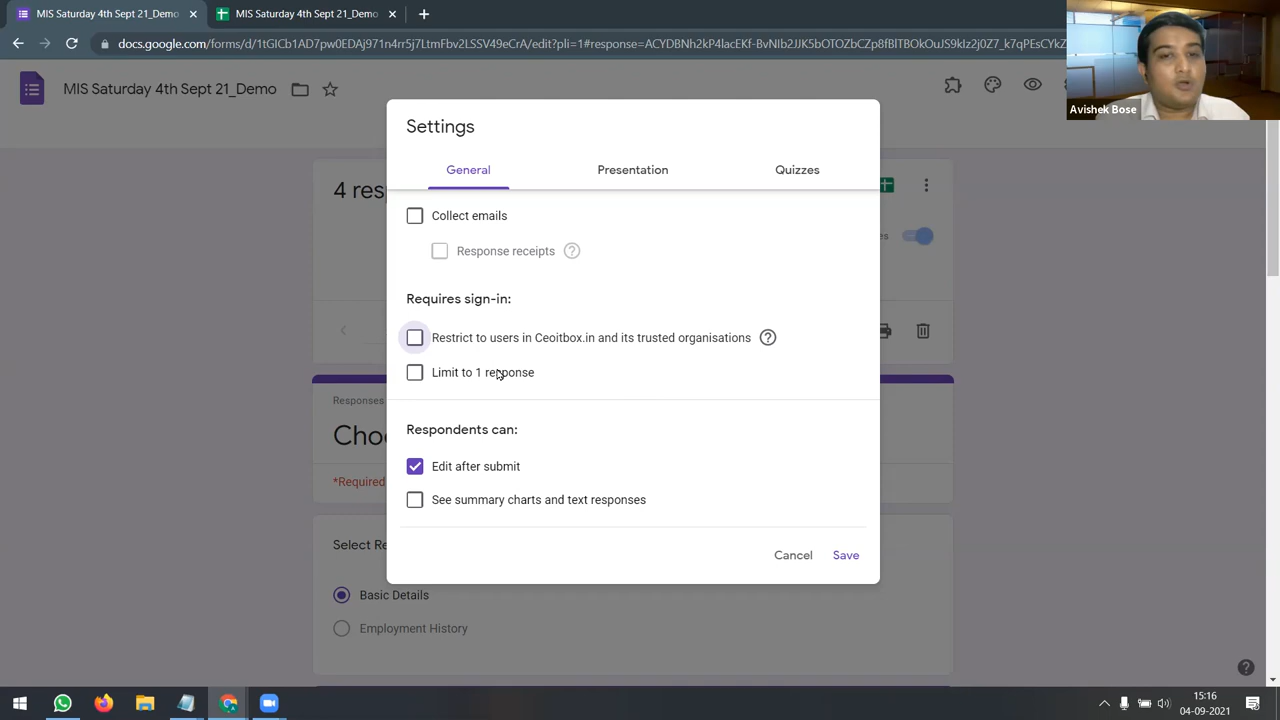 MIS Saturday 4th Sept 21_Demo
MIS Saturday 4th Sept 21_Demo
docs.google.com/forms/d/1tGICb1AD7pw0EDAj971n4rr5j7LtmFbv2LSSV49eCrA/edit?pli=1#response=
MIS Saturday 4th Sept 21_Demo
Avishek Bose
Settings
General
Presentation
Quizzes
4 res
Collect emails
Response receipts
Requires sign-in:
Restrict to users in Ceoitbox.in and its trusted organisations
Limit to 1 response
Responses
Choo
Respondents can:
*Required
Edit after submit
See summary charts and text responses
Select Re
Cancel
Save
Basic Details
Employment History
15:16
04-09-2021